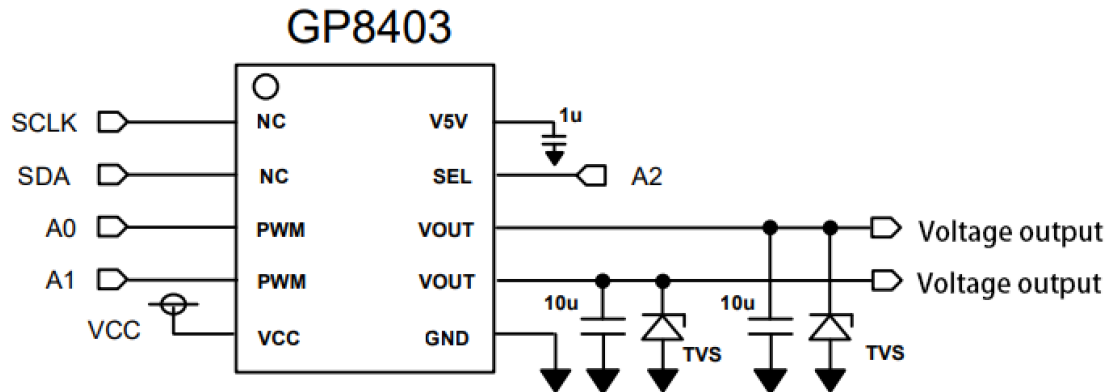 GP8403
SCLK
NC
V5V
1u
SDA
NC
SEL
A2
A0
PWM
VOUT
Voltage output
A1
PWM
VOUT
Voltage output
10u
10u
VCC
VCC
GND
TVS
TVS